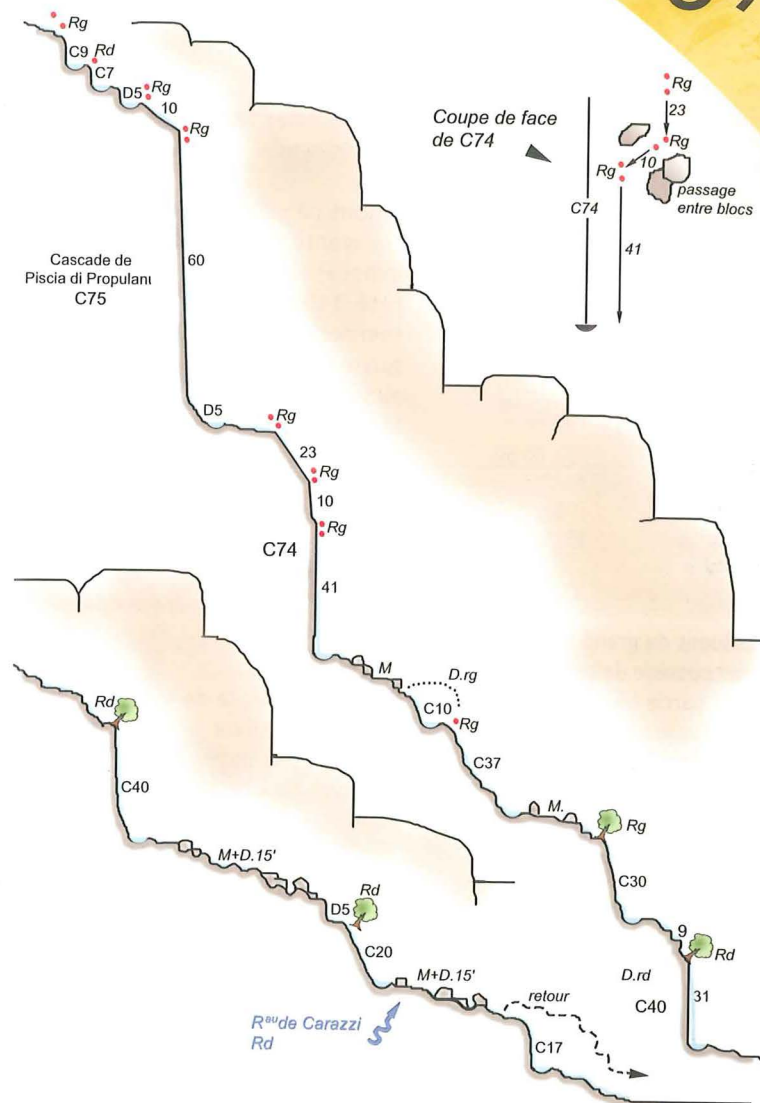 Rg
C9
Rd
C7
D5
Rg
10
Rg
Coupe de face
de C74
Rg
23
Rg
10
Rg
passage
entre blocs
C74
41
60
Cascade de
Piscia di Propulanu
C75
D5
Rg
23
Rg
10
Rg
C74
41
M
D.rg
C10
Rg
C37
M.
Rg
C30
9
Rd
D.rd
C40
31
Rd
C40
M+D.15'
Rd
D5
C20
M+D.15'
retour
Rau de Carazzi
Rd
C17